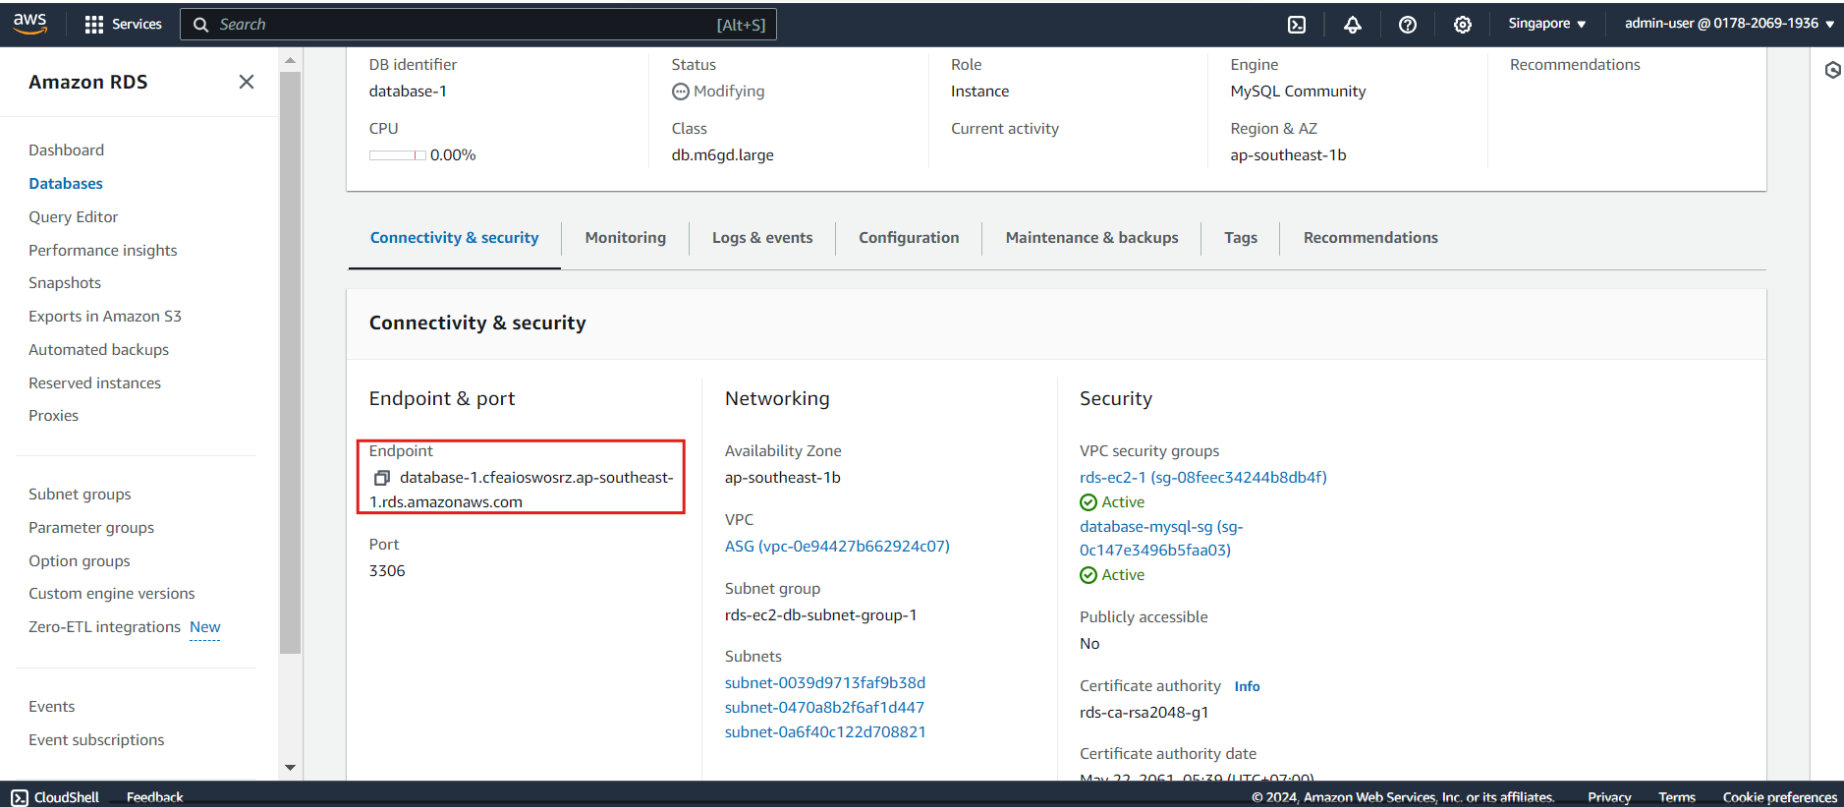 aws
Services
Search
[Alt+S]
Singapore
admin-user @ 0178-2069-1936
Amazon RDS
Dashboard
Databases
Query Editor
Performance insights
Snapshots
Exports in Amazon S3
Automated backups
Reserved instances
Proxies
Subnet groups
Parameter groups
Option groups
Custom engine versions
Zero-ETL integrations New
Events
Event subscriptions
DB identifier
database-1
CPU
0.00%
Status
Modifying
Class
db.m6gd.large
Role
Instance
Current activity
Engine
MySQL Community
Region & AZ
ap-southeast-1b
Recommendations
Connectivity & security
Monitoring
Logs & events
Configuration
Maintenance & backups
Tags
Recommendations
Connectivity & security
Endpoint & port
Endpoint
database-1.cfeaioswosrz.ap-southeast-
1.rds.amazonaws.com
Port
3306
Networking
Availability Zone
ap-southeast-1b
VPC
ASG (vpc-0e94427b662924c07)
Subnet group
rds-ec2-db-subnet-group-1
Subnets
subnet-0039d9713faf9b38d
subnet-0470a8b2f6af1d447
subnet-0a6f40c122d708821
Security
VPC security groups
rds-ec2-1 (sg-08feec34244b8db4f)
Active
database-mysql-sg (sg-
0c147e3496b5faa03)
Active
Publicly accessible
No
Certificate authority Info
rds-ca-rsa2048-g1
Certificate authority date
May 22, 2061, 05:39 (UTC+07:00)
CloudShell
Feedback
© 2024, Amazon Web Services, Inc. or its affiliates.
Privacy
Terms
Cookie preferences